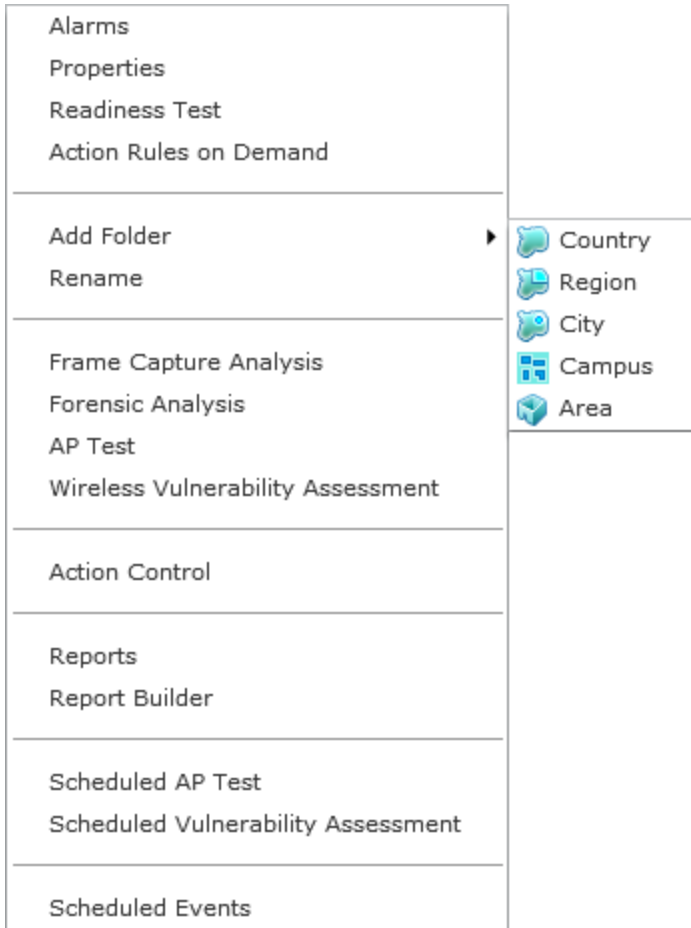 Alarms
Properties
Readiness Test
Action Rules on Demand
Add Folder
Rename
Country
Region
City
Campus
Area
Frame Capture Analysis
Forensic Analysis
AP Test
Wireless Vulnerability Assessment
Action Control
Reports
Report Builder
Scheduled AP Test
Scheduled Vulnerability Assessment
Scheduled Events